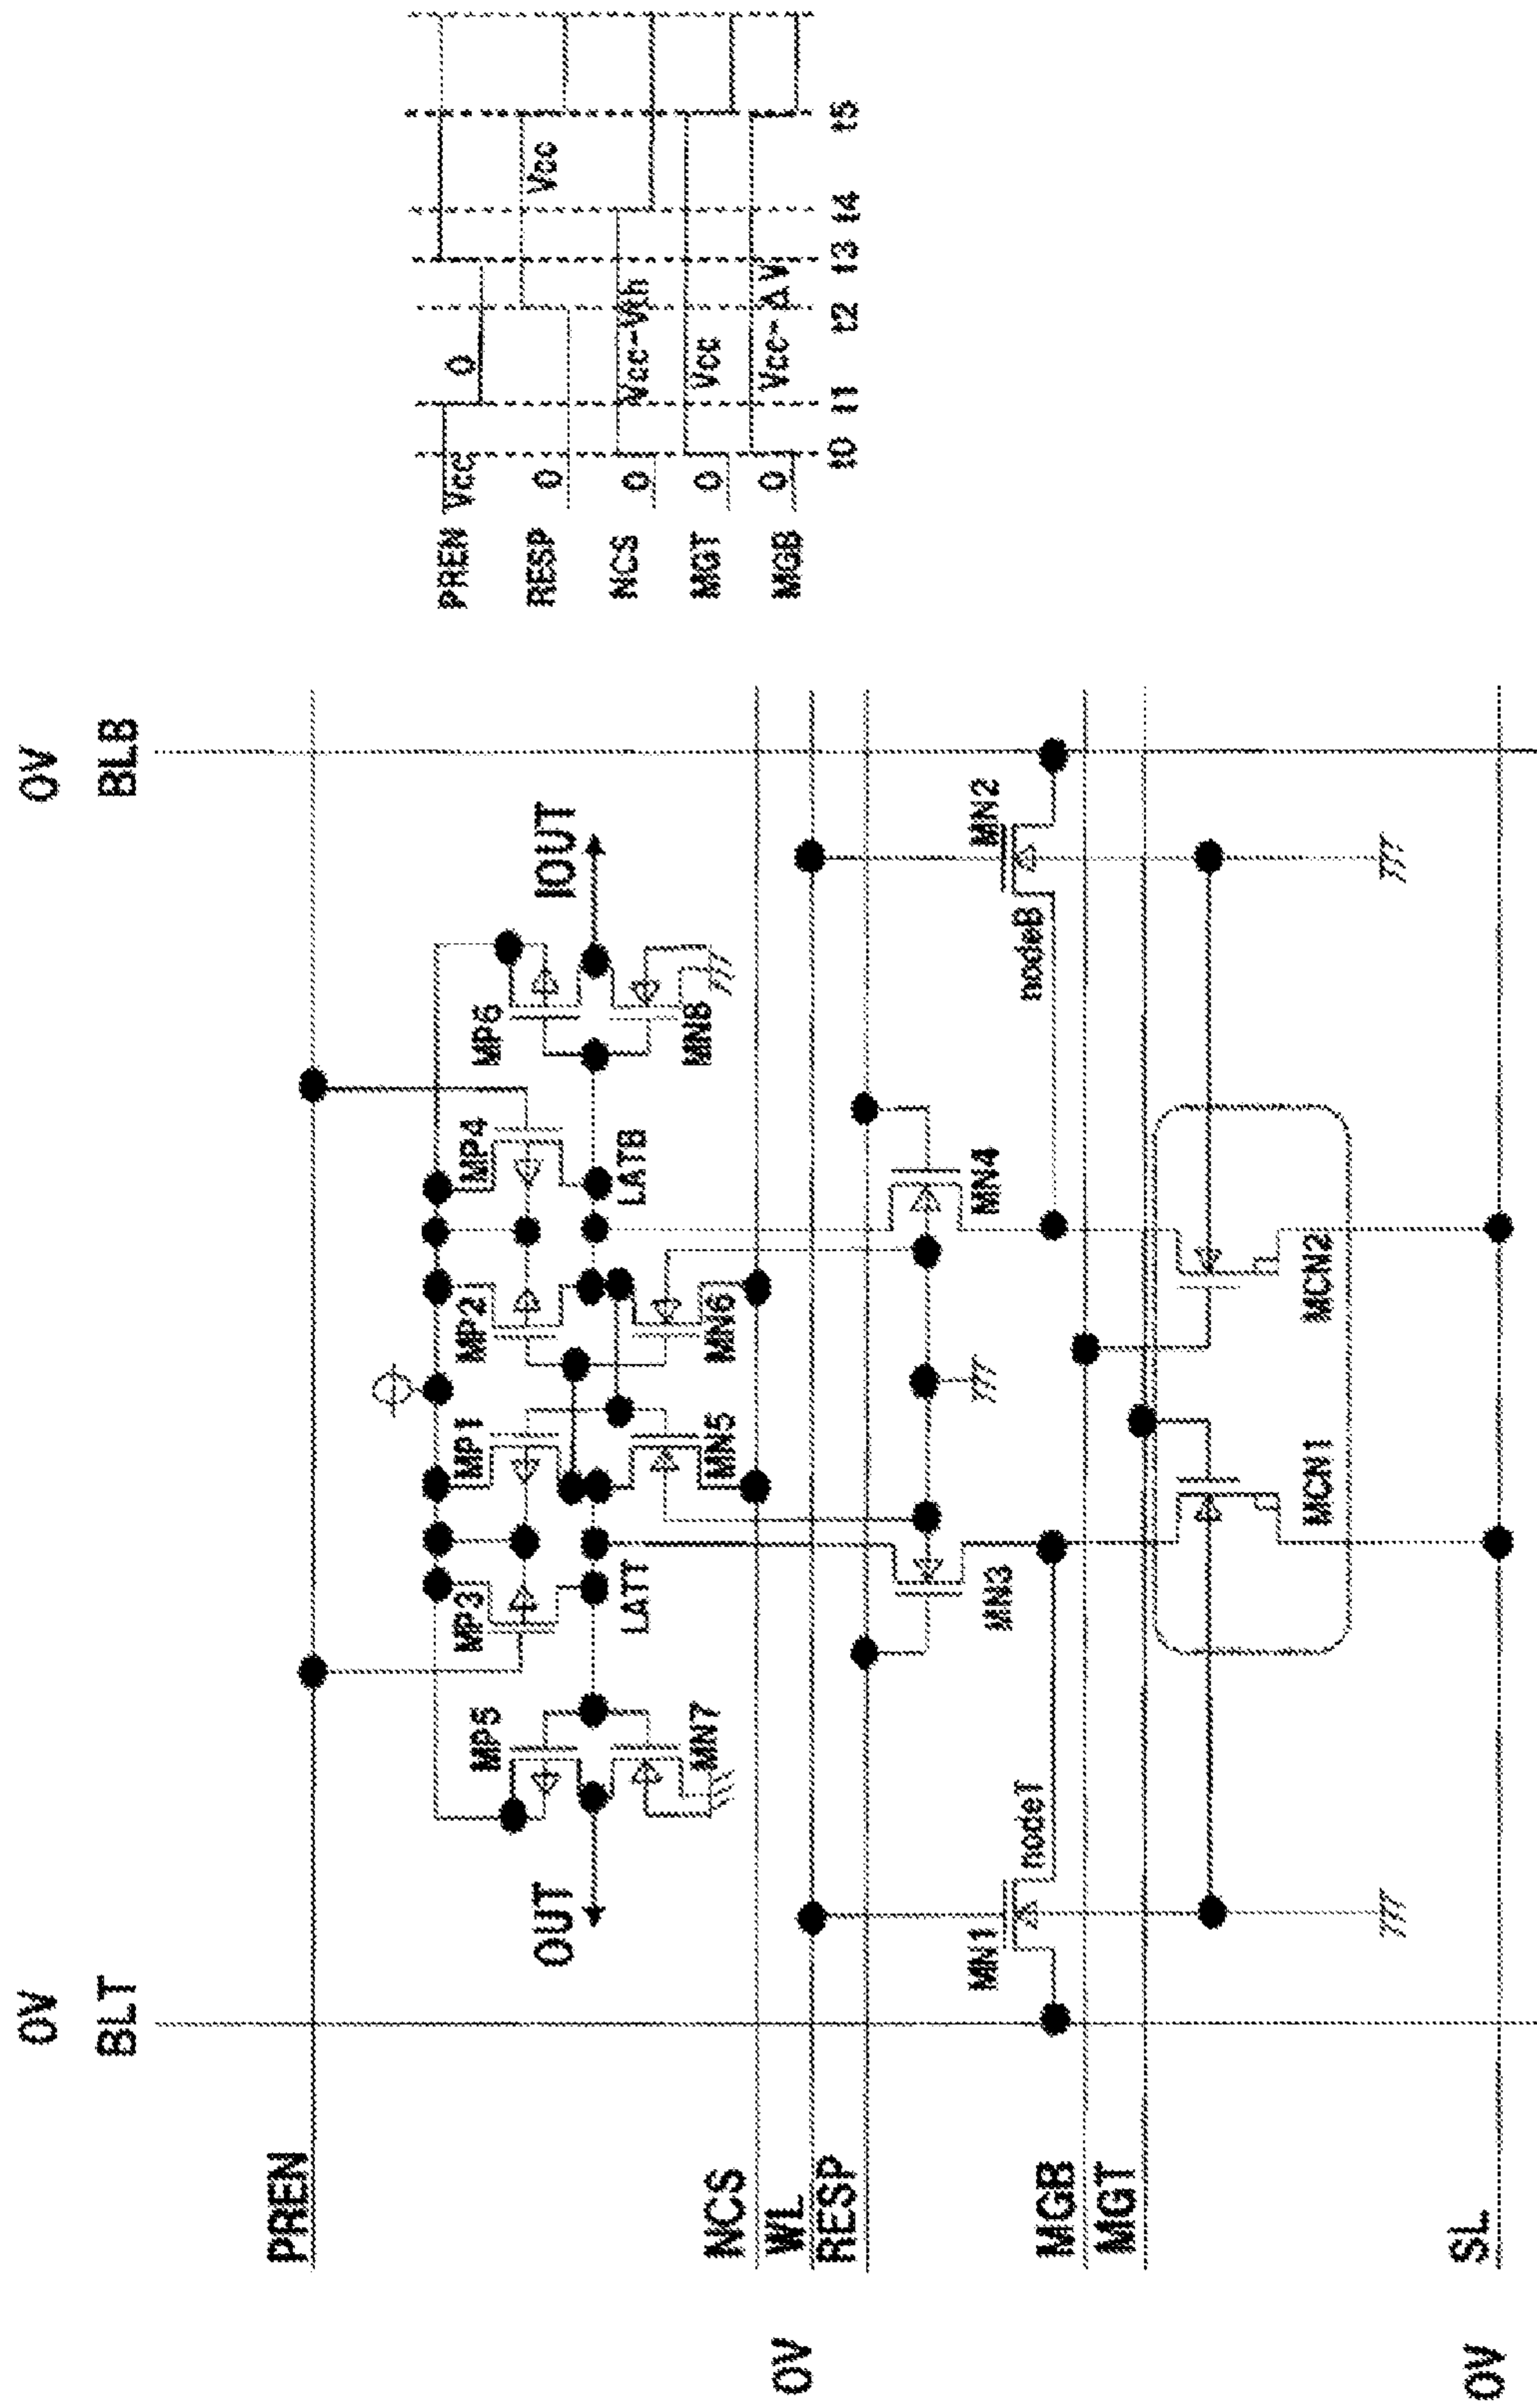 0V 0V
BLT BLB
PREN
MP5 MP3 MP1 MP2 MP4 MP6
OUT IOUT
LATT LATB
MN7 MN5 MN6 MN8
NCS
WL 0V
RESP
MN3 MN4
MN1 MN2
nodeT nodeB
MGB
MGT
MCN1 MCN2
SL 0V
PREN Vcc 0
RESP 0 Vcc
NCS 0 Vcc-Vth
MGT 0 Vcc
MGB 0 Vcc-ΔV
t0 t1 t2 t3 t4 t5